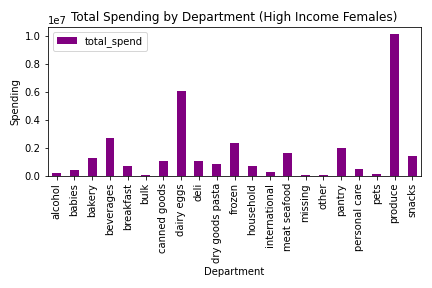 Total Spending by Department (High Income Females)
1e7
total_spend
Spending
1.0
0.8
0.6
0.4
0.2
0.0
alcohol
babies
bakery
beverages
breakfast
bulk
canned goods
dairy eggs
deli
dry goods pasta
frozen
household
international
meat seafood
missing
other
pantry
personal care
pets
produce
snacks
Department